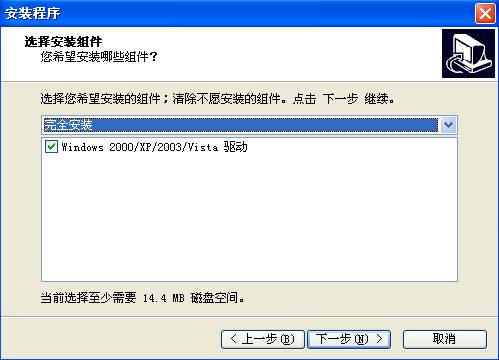 安装程序
选择安装组件
您希望安装哪些组件？
选择您希望安装的组件；清除不愿安装的组件。点击 下一步 继续。
完全安装
Windows 2000/XP/2003/Vista 驱动
当前选择至少需要 14.4 MB 磁盘空间。
< 上一步(B) 下一步(N) > 取消